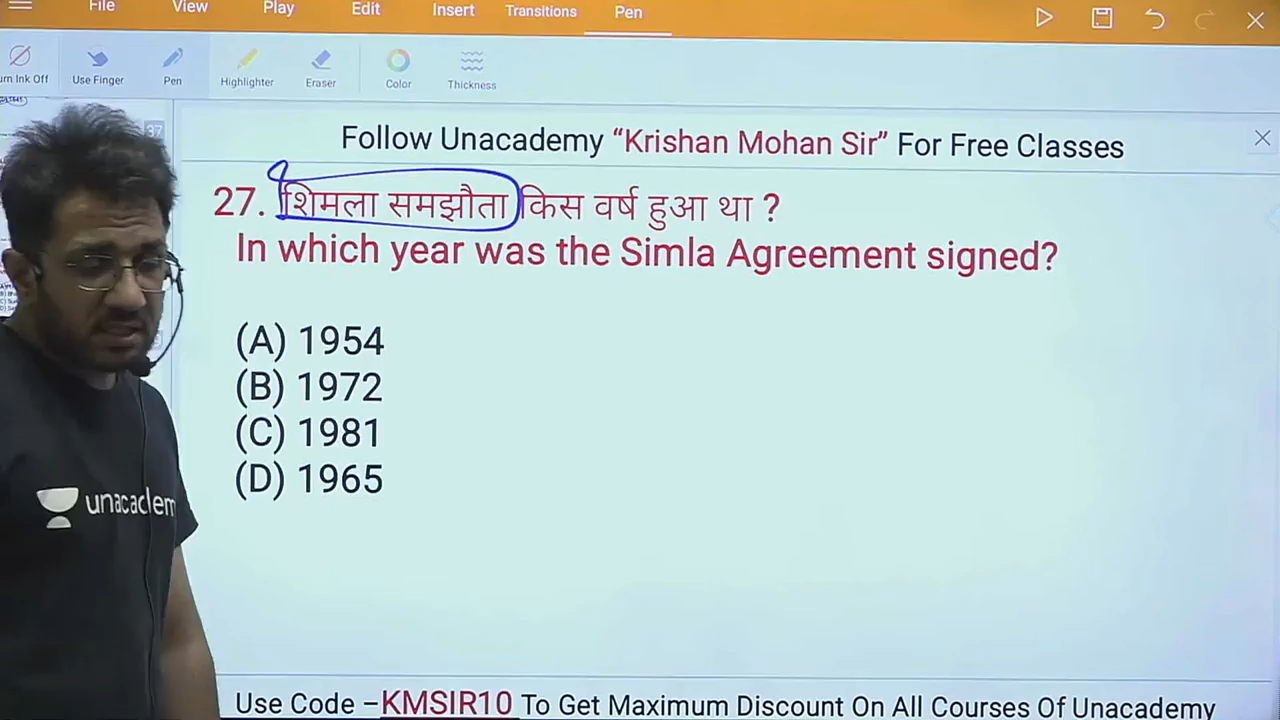 File View Play Edit Insert Transitions Pen
Use Finger Pen Highlighter Eraser Color Thickness
37
Follow Unacademy “Krishan Mohan Sir” For Free Classes
27. शिमला समझौता किस वर्ष हुआ था ?
In which year was the Simla Agreement signed?
(A) 1954
(B) 1972
(C) 1981
(D) 1965
unacadem
Use Code –KMSIR10 To Get Maximum Discount On All Courses Of Unacademy